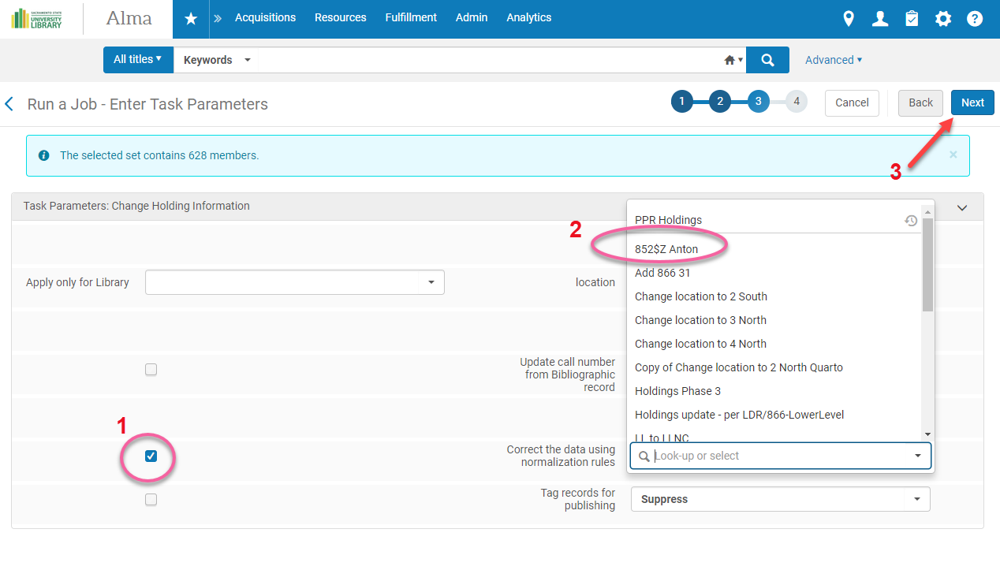 SACRAMENTO STATE
UNIVERSITY
LIBRARY
Alma
Acquisitions Resources Fulfillment Admin Analytics
All titles Keywords Advanced
Run a Job - Enter Task Parameters
1 2 3 4 Cancel Back Next
The selected set contains 628 members.
3
Task Parameters: Change Holding Information
PPR Holdings
2
852$Z Anton
Add 866 31
Apply only for Library
location
Change location to 2 South
Change location to 3 North
Change location to 4 North
Update call number
from Bibliographic
record
Copy of Change location to 2 North Quarto
Holdings Phase 3
Holdings update - per LDR/866-LowerLevel
LL to LLNC
1
Correct the data using
normalization rules
Look-up or select
Tag records for
publishing
Suppress